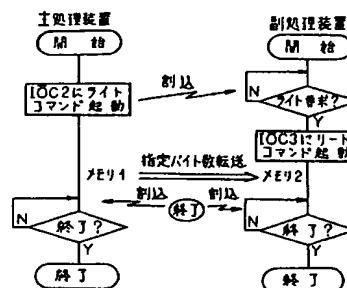 主処理装置
開 始
IOC2にライト
コマンド起動
メモリ1
N
終了?
Y
終了
割込
指定バイト数転送
割込
終了
割込
副処理装置
開 始
N
ライト要求?
Y
IOC3にリード
コマンド起動
メモリ2
N
終了?
Y
終了